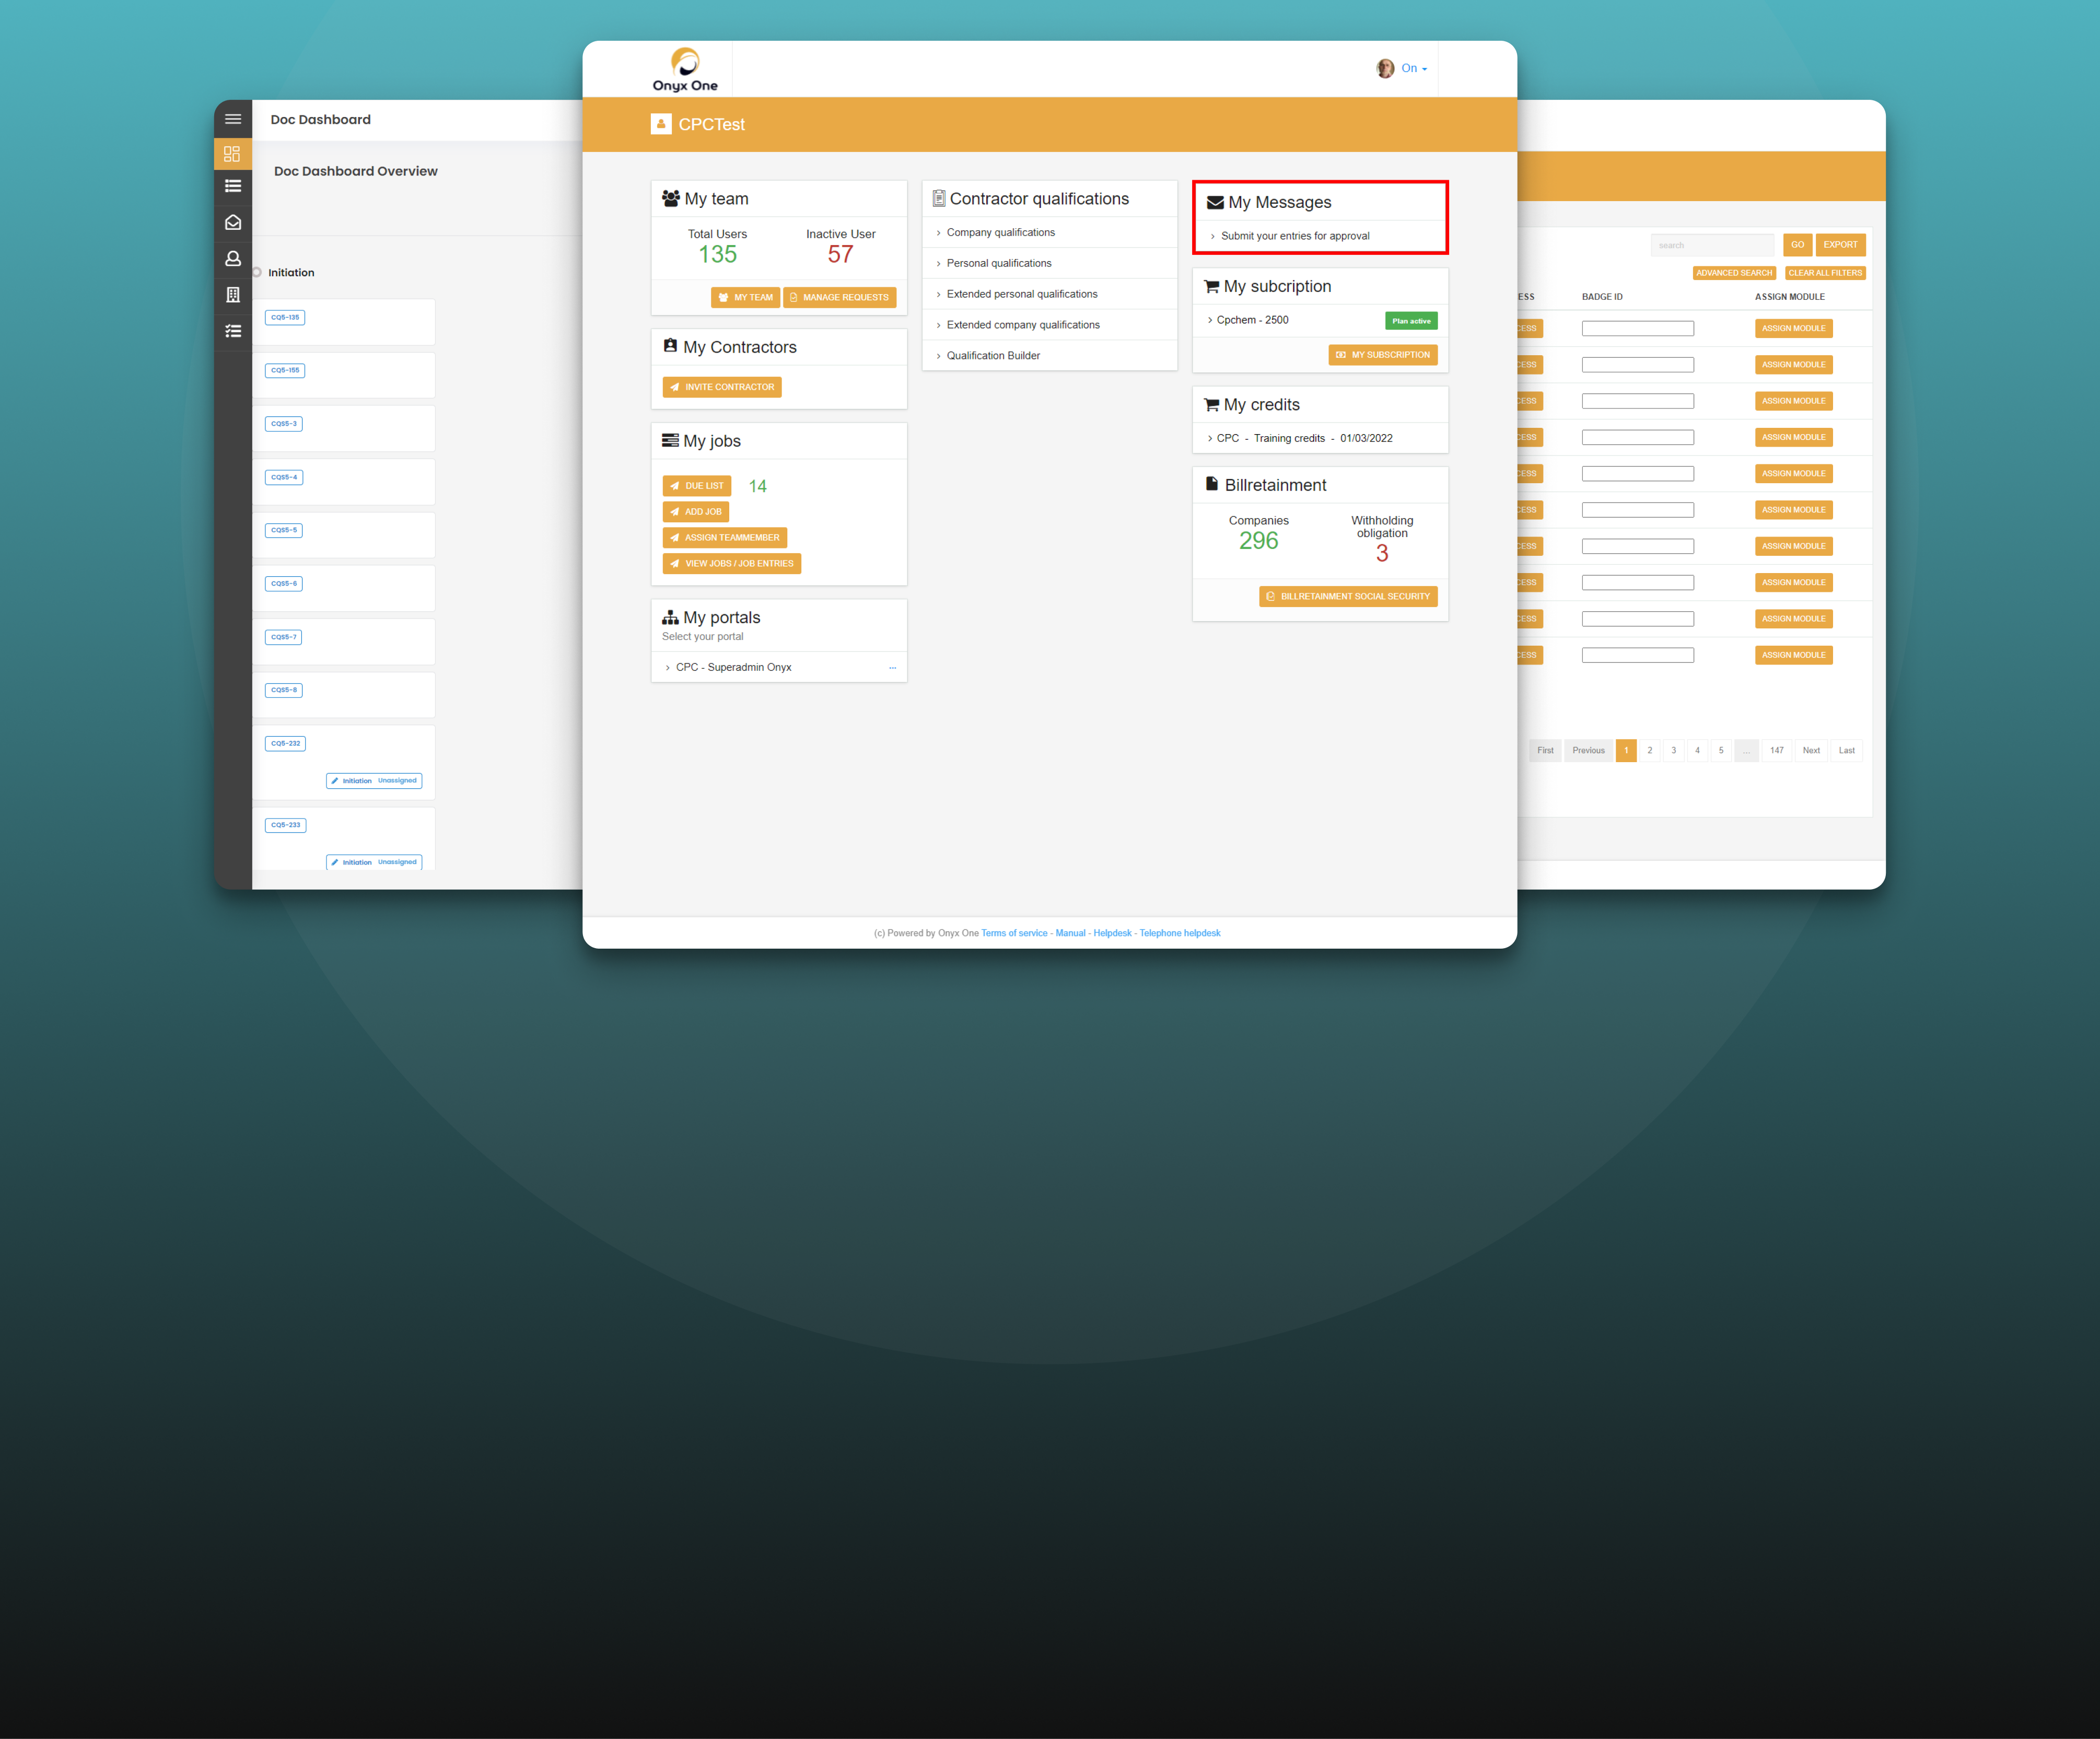 Doc Dashboard
Doc Dashboard Overview
Initiation
CQ5-135
CQ5-155
CQS5-3
CQS5-4
CQS5-5
CQS5-6
CQS5-7
CQS5-8
CQ5-232
Initiation Unassigned
CQ5-233
Initiation Unassigned
Onyx One
On
CPCTest
My team
Total Users
Inactive User
135
57
MY TEAM
MANAGE REQUESTS
My Contractors
INVITE CONTRACTOR
My jobs
DUE LIST
14
ADD JOB
ASSIGN TEAMMEMBER
VIEW JOBS / JOB ENTRIES
My portals
Select your portal
CPC - Superadmin Onyx
...
Contractor qualifications
Company qualifications
Personal qualifications
Extended personal qualifications
Extended company qualifications
Qualification Builder
My Messages
Submit your entries for approval
My subcription
Cpchem - 2500
Plan active
MY SUBSCRIPTION
My credits
CPC - Training credits - 01/03/2022
Billretainment
Companies
296
Withholding
obligation
3
BILLRETAINMENT SOCIAL SECURITY
(c) Powered by Onyx One Terms of service - Manual - Helpdesk - Telephone helpdesk
search
GO
EXPORT
ADVANCED SEARCH
CLEAR ALL FILTERS
ESS
BADGE ID
ASSIGN MODULE
CESS
ASSIGN MODULE
CESS
ASSIGN MODULE
CESS
ASSIGN MODULE
CESS
ASSIGN MODULE
CESS
ASSIGN MODULE
CESS
ASSIGN MODULE
CESS
ASSIGN MODULE
CESS
ASSIGN MODULE
CESS
ASSIGN MODULE
CESS
ASSIGN MODULE
First Previous 1 2 3 4 5 ... 147 Next Last